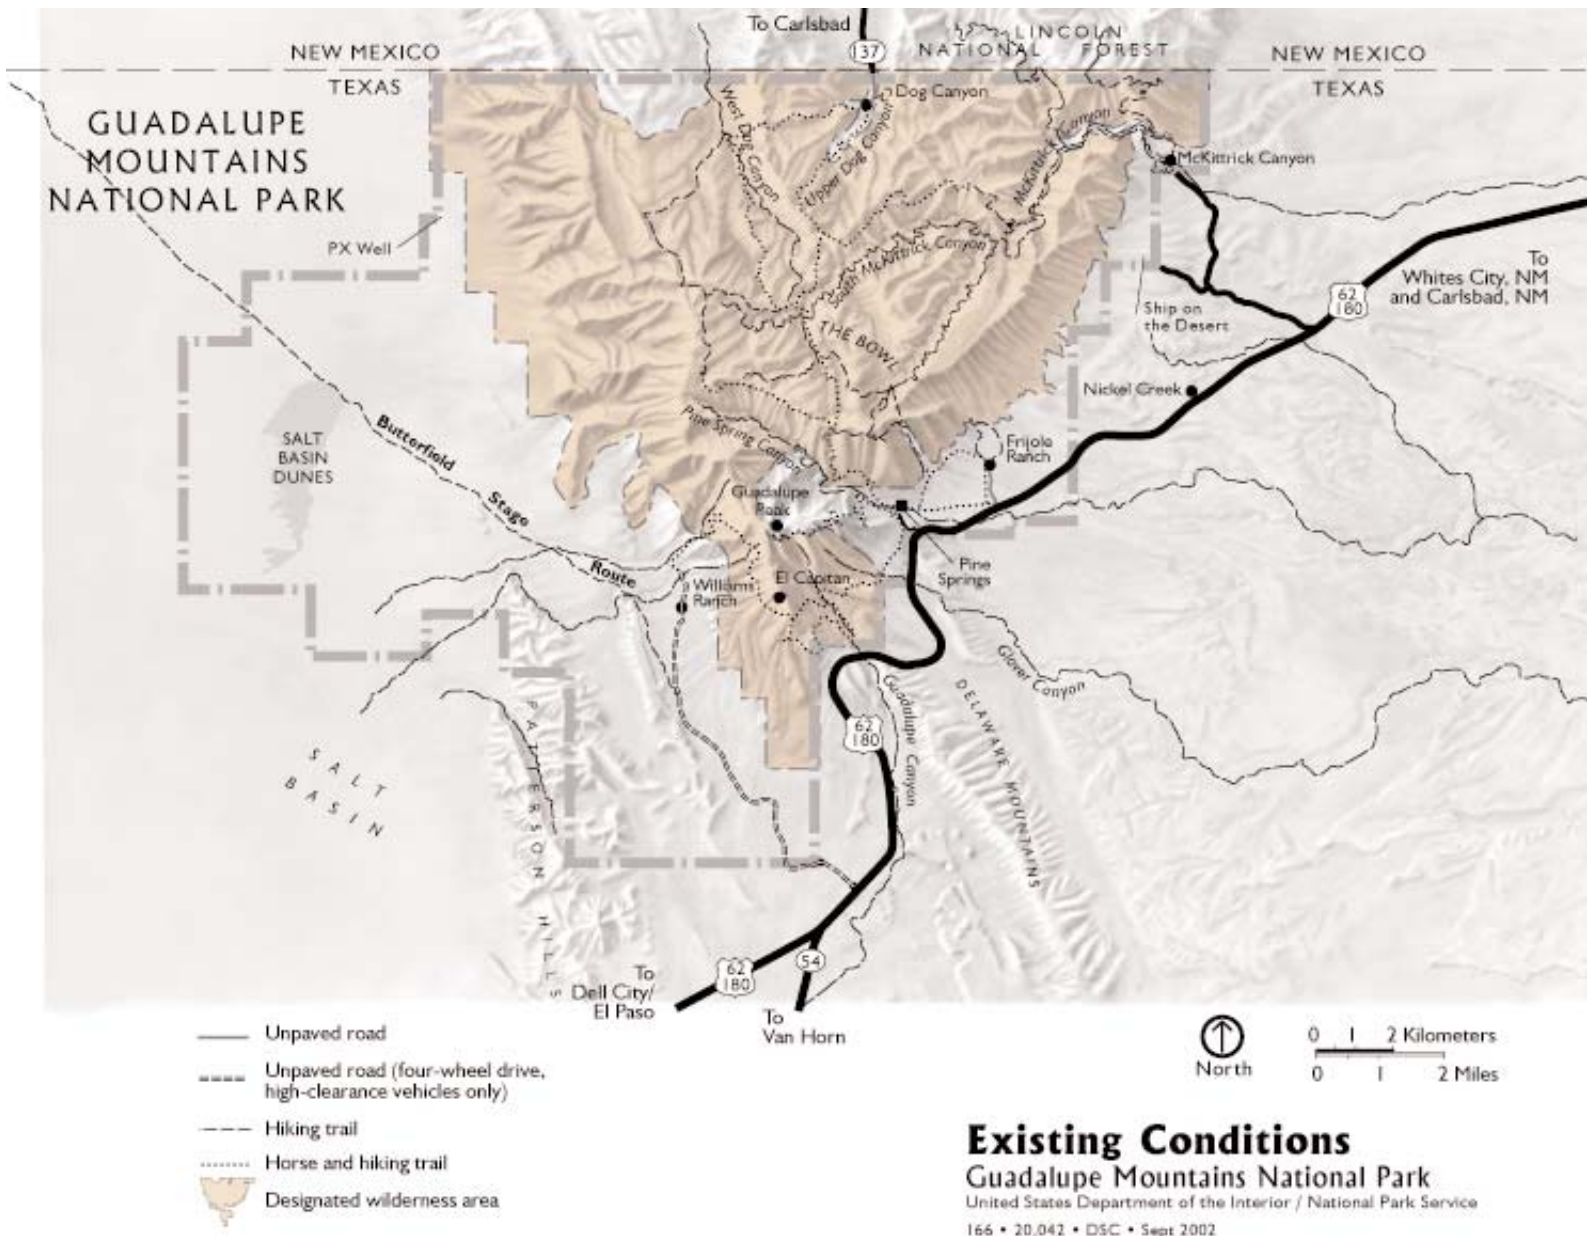 To Carlsbad
137
LINCOLN
NATIONAL FOREST
NEW MEXICO
TEXAS
NEW MEXICO
TEXAS
GUADALUPE
MOUNTAINS
NATIONAL PARK
Dog Canyon
West Dog Canyon
Upper Dog Canyon
McKittrick Canyon
McKittrick Canyon
PX Well
South McKittrick Canyon
To
Whites City, NM
and Carlsbad, NM
62
180
Ship on
the Desert
THE BOWL
Nickel Creek
Pine Spring Canyon
Frijole
Ranch
SALT
BASIN
DUNES
Butterfield
Stage
Route
Guadalupe
Peak
Pine
Springs
Williams
Ranch
El Capitan
Glover Canyon
Guadalupe Canyon
DELAWARE MOUNTAINS
62
180
PATTERSON HILLS
SALT
BASIN
54
62
180
To
Dell City/
El Paso
To
Van Horn
Unpaved road
Unpaved road (four-wheel drive,
high-clearance vehicles only)
Hiking trail
Horse and hiking trail
Designated wilderness area
North
0 1 2 Kilometers
0 1 2 Miles
Existing Conditions
Guadalupe Mountains National Park
United States Department of the Interior / National Park Service
166 • 20,042 • DSC • Sept 2002